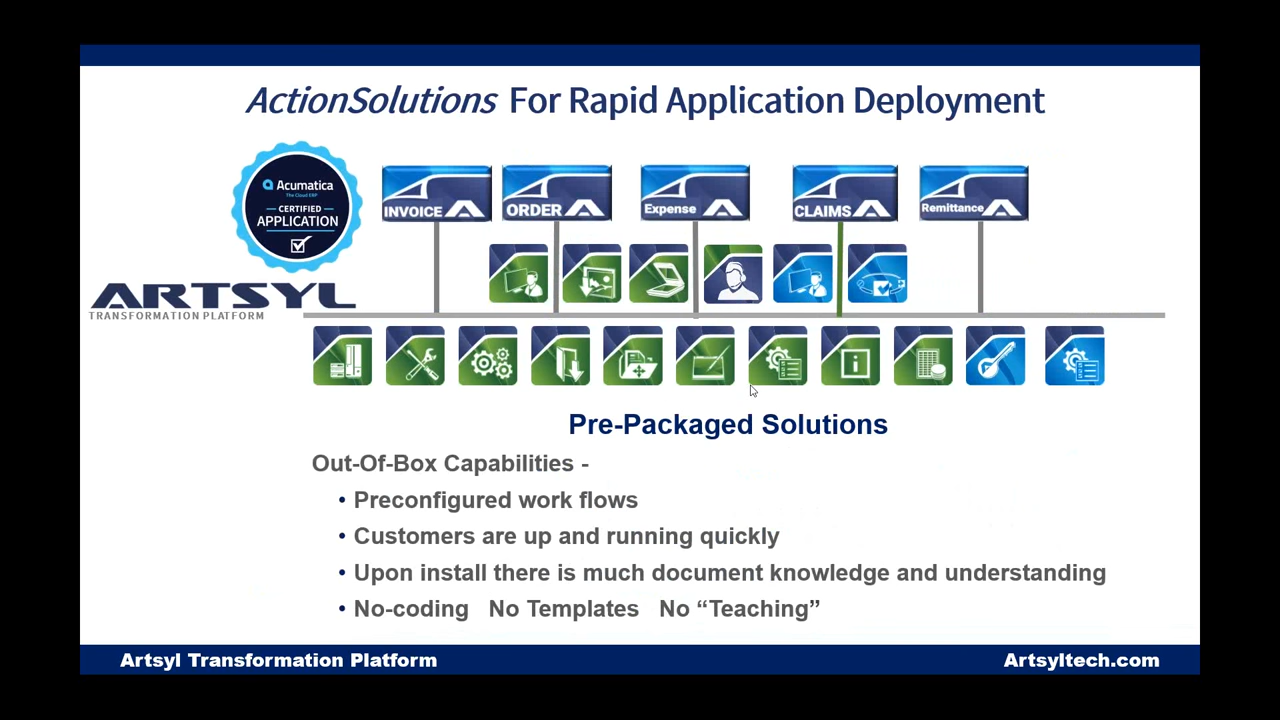 ActionSolutions For Rapid Application Deployment
Acumatica
The Cloud ERP
CERTIFIED
APPLICATION
INVOICE
ORDER
Expense
CLAIMS
Remittance
ARTSYL
TRANSFORMATION PLATFORM
Pre-Packaged Solutions
Out-Of-Box Capabilities -
• Preconfigured work flows
• Customers are up and running quickly
• Upon install there is much document knowledge and understanding
• No-coding No Templates No “Teaching”
Artsyl Transformation Platform
Artsyltech.com